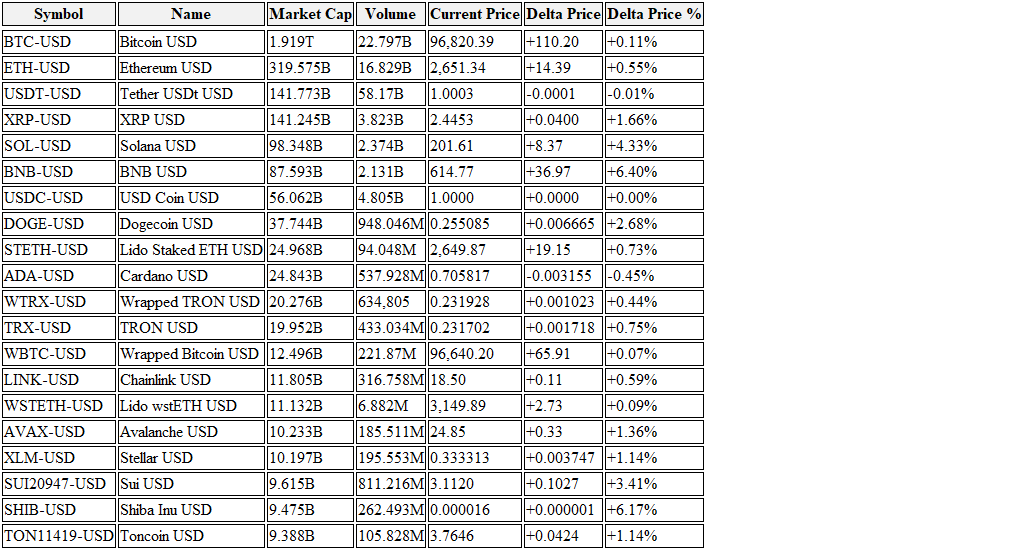 Symbol Name Market Cap Volume Current Price Delta Price Delta Price %
BTC-USD Bitcoin USD 1.919T 22.797B 96,820.39 +110.20 +0.11%
ETH-USD Ethereum USD 319.575B 16.829B 2,651.34 +14.39 +0.55%
USDT-USD Tether USDt USD 141.773B 58.17B 1.0003 -0.0001 -0.01%
XRP-USD XRP USD 141.245B 3.823B 2.4453 +0.0400 +1.66%
SOL-USD Solana USD 98.348B 2.374B 201.61 +8.37 +4.33%
BNB-USD BNB USD 87.593B 2.131B 614.77 +36.97 +6.40%
USDC-USD USD Coin USD 56.062B 4.805B 1.0000 +0.0000 +0.00%
DOGE-USD Dogecoin USD 37.744B 948.046M 0.255085 +0.006665 +2.68%
STETH-USD Lido Staked ETH USD 24.968B 94.048M 2,649.87 +19.15 +0.73%
ADA-USD Cardano USD 24.843B 537.928M 0.705817 -0.003155 -0.45%
WTRX-USD Wrapped TRON USD 20.276B 634,805 0.231928 +0.001023 +0.44%
TRX-USD TRON USD 19.952B 433.034M 0.231702 +0.001718 +0.75%
WBTC-USD Wrapped Bitcoin USD 12.496B 221.87M 96,640.20 +65.91 +0.07%
LINK-USD Chainlink USD 11.805B 316.758M 18.50 +0.11 +0.59%
WSTETH-USD Lido wstETH USD 11.132B 6.882M 3,149.89 +2.73 +0.09%
AVAX-USD Avalanche USD 10.233B 185.511M 24.85 +0.33 +1.36%
XLM-USD Stellar USD 10.197B 195.553M 0.333313 +0.003747 +1.14%
SUI20947-USD Sui USD 9.615B 811.216M 3.1120 +0.1027 +3.41%
SHIB-USD Shiba Inu USD 9.475B 262.493M 0.000016 +0.000001 +6.17%
TON11419-USD Toncoin USD 9.388B 105.828M 3.7646 +0.0424 +1.14%